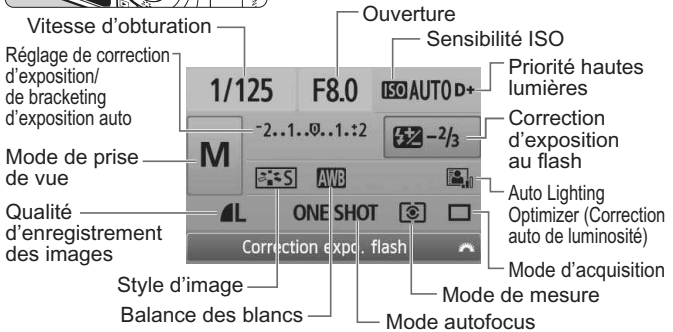 Ouverture
Vitesse d'obturation
Sensibilité ISO
Réglage de correction
d'exposition/
de bracketing
d'exposition auto
Priorité hautes
lumières
1/125 F8.0 ISO AUTO D+
-2..1..0..1.:2
-2/3
Correction
d'exposition
au flash
Mode de prise
de vue
M
S AWB
Auto Lighting
Optimizer (Correction
auto de luminosité)
Qualité
d'enregistrement
des images
L ONE SHOT
Correction expo. flash
Mode d'acquisition
Style d'image
Mode de mesure
Balance des blancs
Mode autofocus